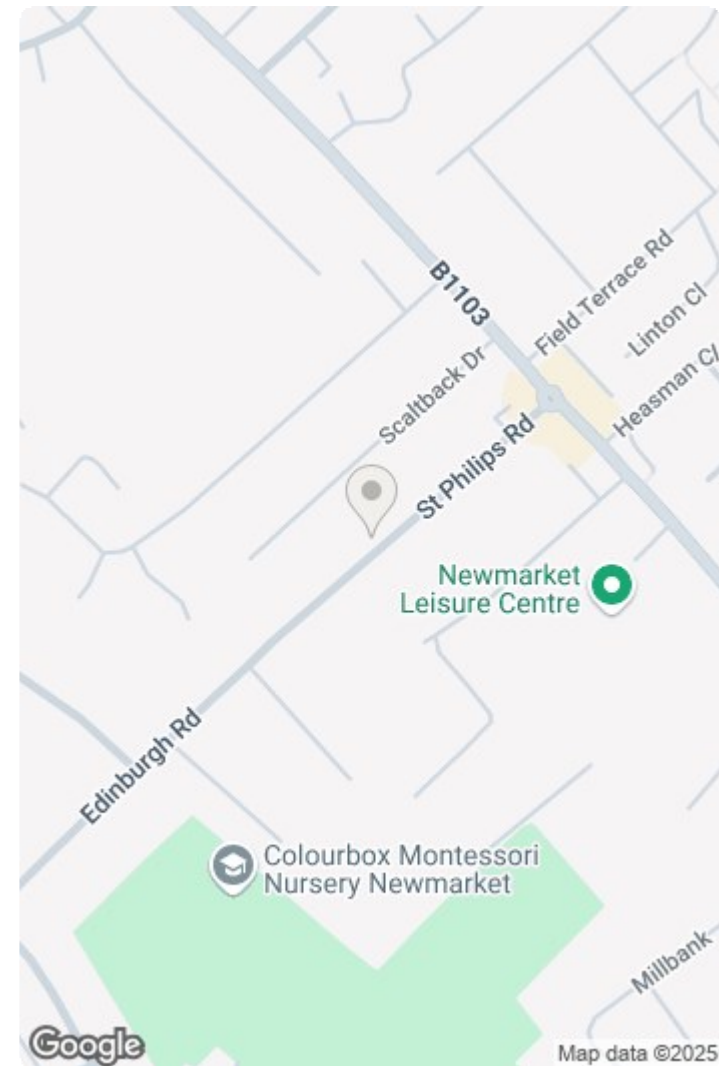 B1103
Field Terrace Rd
Linton Cl
Heasman Cl
Scaltback Dr
St Philips Rd
Newmarket
Leisure Centre
Edinburgh Rd
Colourbox Montessori
Nursery Newmarket
Millbank
Google
Map data ©2025